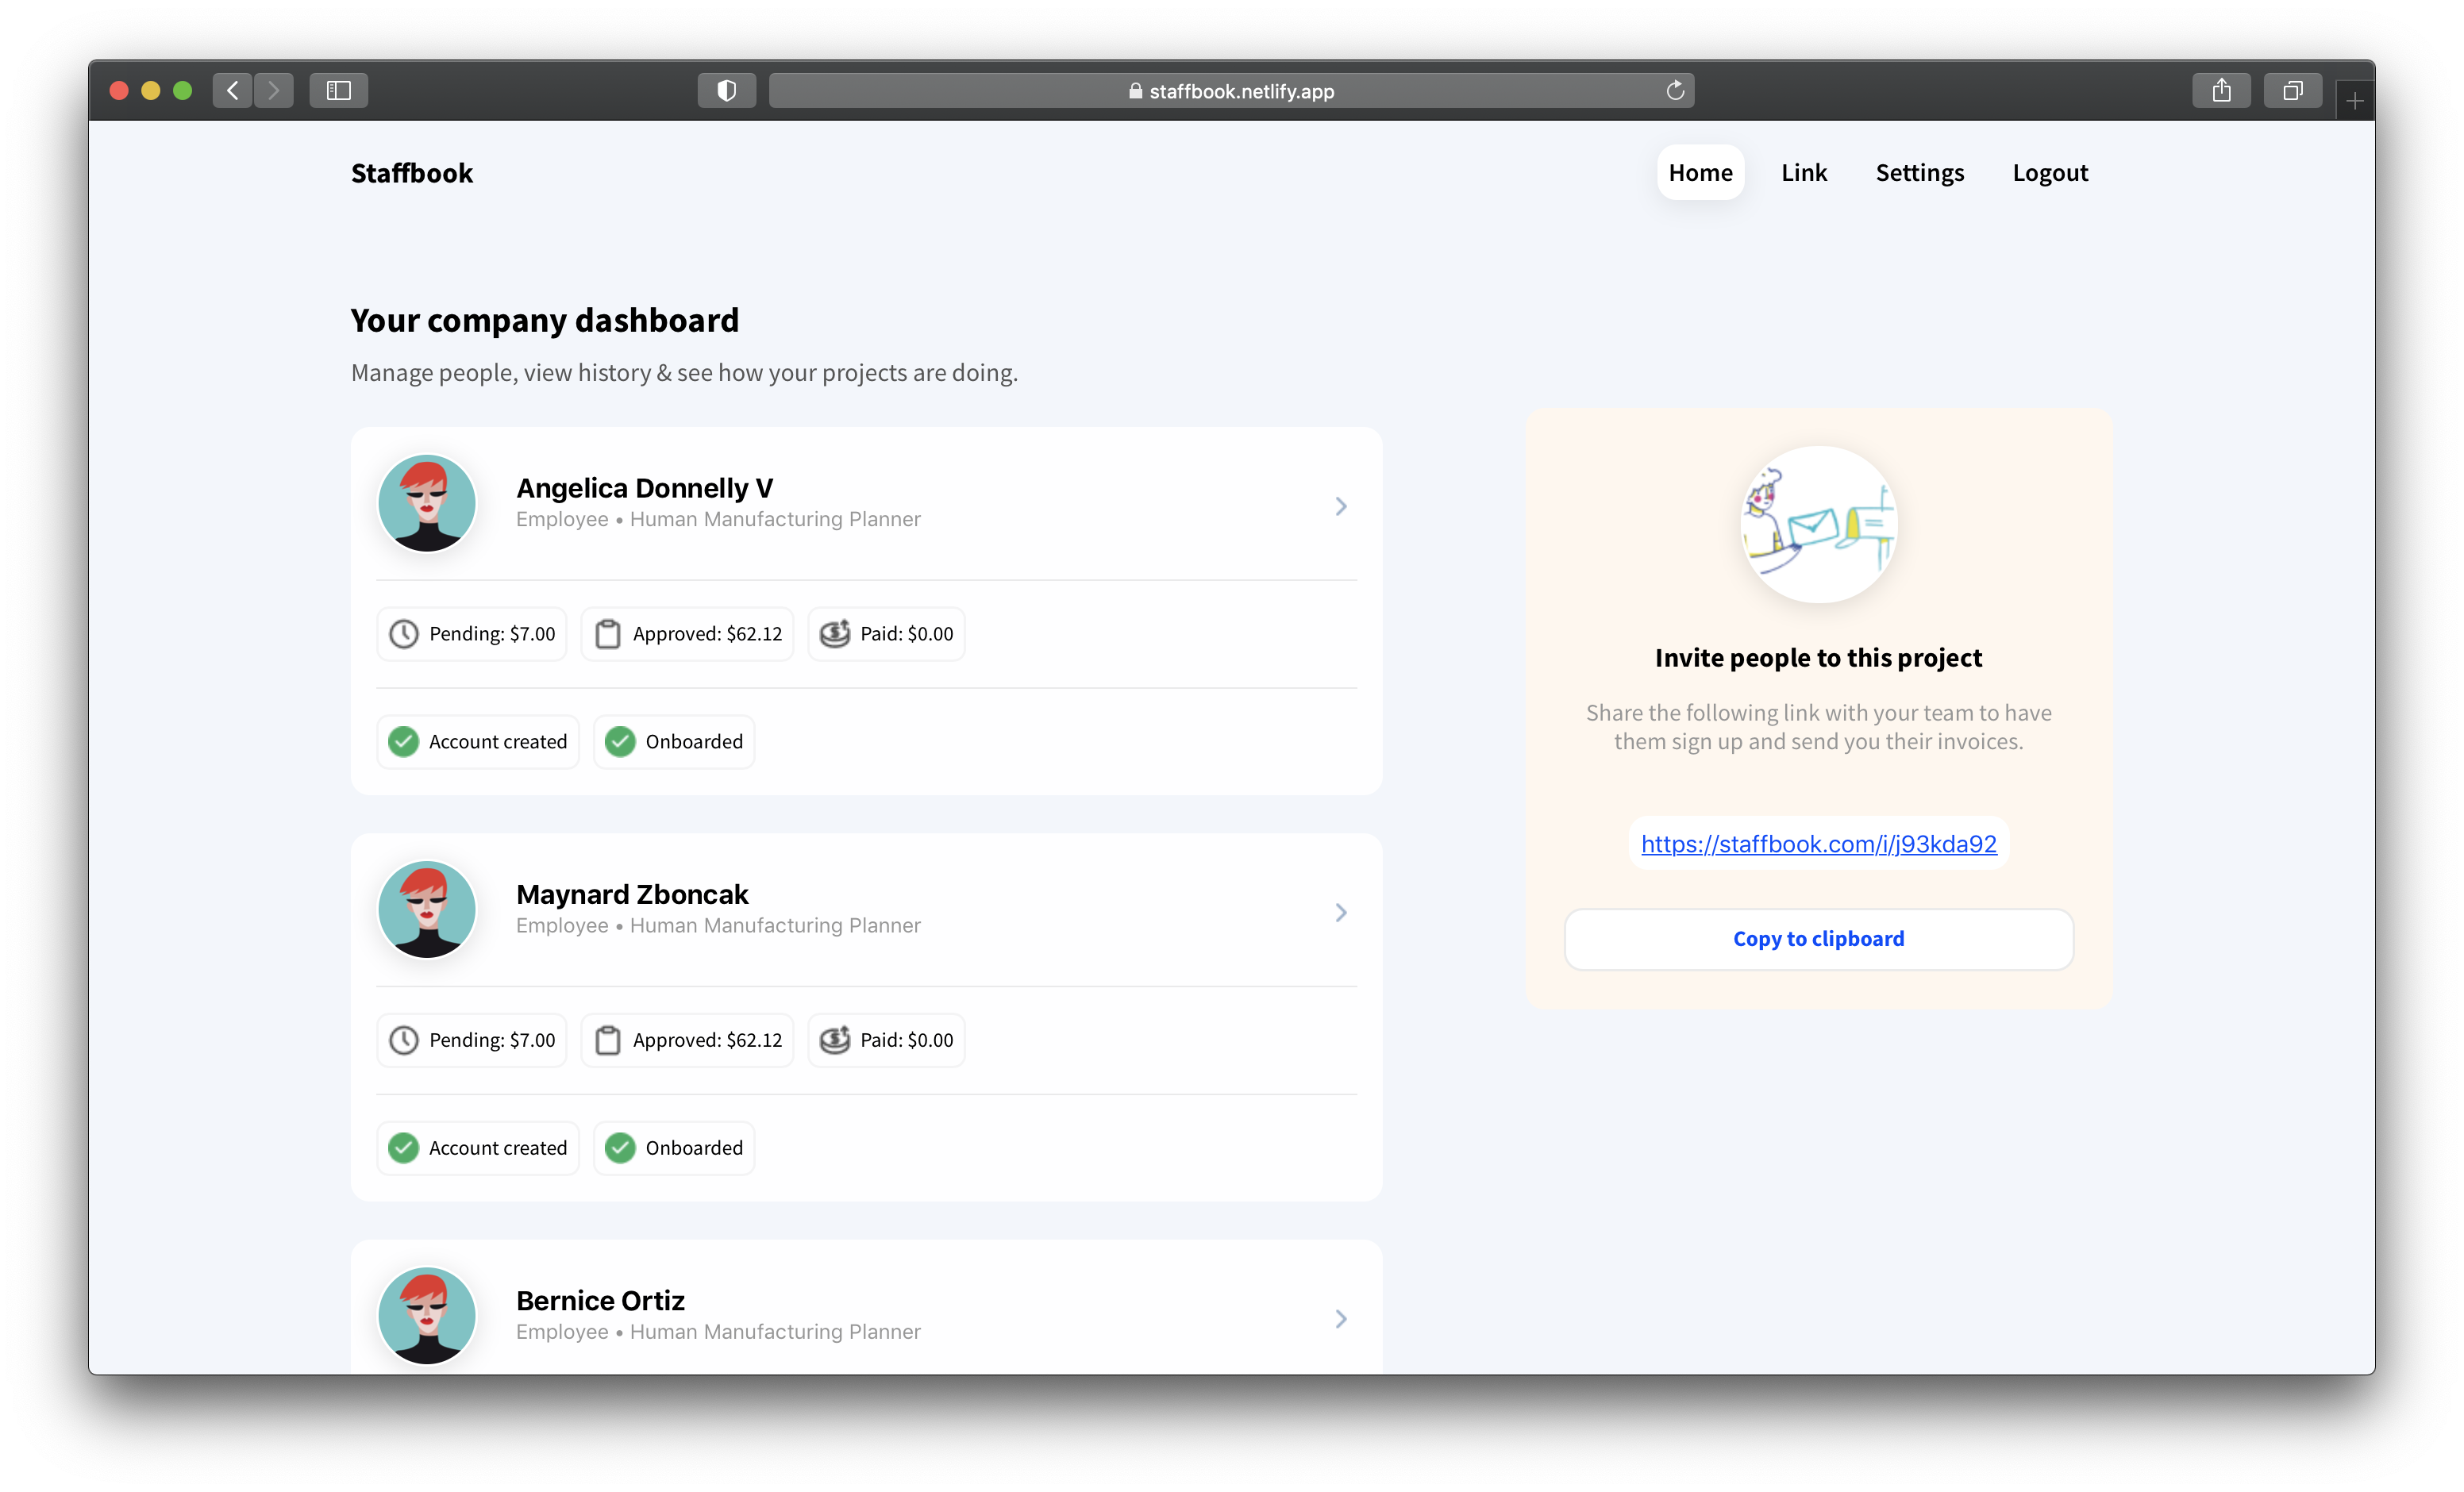 staffbook.netlify.app
Staffbook
Home Link Settings Logout
Your company dashboard
Manage people, view history & see how your projects are doing.
Angelica Donnelly V
Employee • Human Manufacturing Planner
Pending: $7.00 Approved: $62.12 Paid: $0.00
Account created Onboarded
Maynard Zboncak
Employee • Human Manufacturing Planner
Pending: $7.00 Approved: $62.12 Paid: $0.00
Account created Onboarded
Bernice Ortiz
Employee • Human Manufacturing Planner
Invite people to this project
Share the following link with your team to have
them sign up and send you their invoices.
https://staffbook.com/i/j93kda92
Copy to clipboard